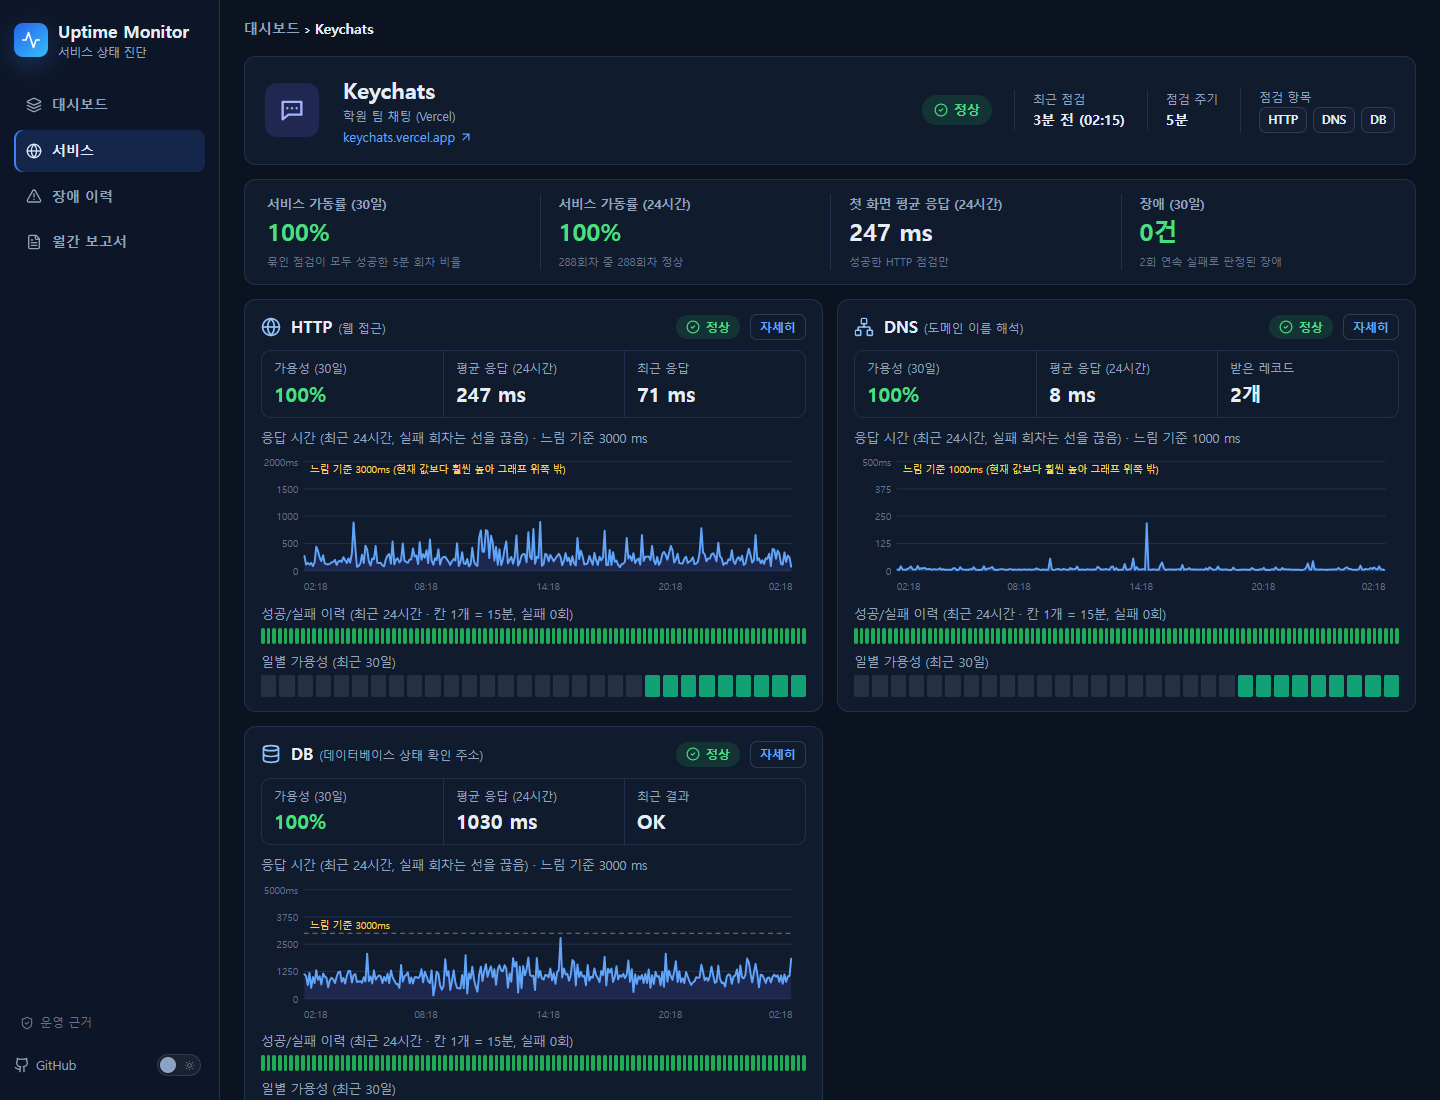 Uptime Monitor
서비스 상태 진단
대시보드
서비스
장애 이력
월간 보고서
운영 근거
GitHub
대시보드 › Keychats
Keychats
학원 팀 채팅 (Vercel)
keychats.vercel.app ↗
정상
최근 점검
3분 전 (02:15)
점검 주기
5분
점검 항목
HTTP DNS DB
서비스 가동률 (30일)
100%
묶인 점검이 모두 성공한 5분 회차 비율
서비스 가동률 (24시간)
100%
288회차 중 288회차 정상
첫 화면 평균 응답 (24시간)
247 ms
성공한 HTTP 점검만
장애 (30일)
0건
2회 연속 실패로 판정된 장애
HTTP (웹 접근)
정상 자세히
가용성 (30일)
100%
평균 응답 (24시간)
247 ms
최근 응답
71 ms
응답 시간 (최근 24시간, 실패 회차는 선을 끊음) · 느림 기준 3000 ms
2000ms
느림 기준 3000ms (현재 값보다 훨씬 높아 그래프 위쪽 밖)
1500
1000
500
0
02:18 08:18 14:18 20:18 02:18
성공/실패 이력 (최근 24시간 · 칸 1개 = 15분, 실패 0회)
일별 가용성 (최근 30일)
DNS (도메인 이름 해석)
정상 자세히
가용성 (30일)
100%
평균 응답 (24시간)
8 ms
받은 레코드
2개
응답 시간 (최근 24시간, 실패 회차는 선을 끊음) · 느림 기준 1000 ms
500ms
느림 기준 1000ms (현재 값보다 훨씬 높아 그래프 위쪽 밖)
375
250
125
0
02:18 08:18 14:18 20:18 02:18
성공/실패 이력 (최근 24시간 · 칸 1개 = 15분, 실패 0회)
일별 가용성 (최근 30일)
DB (데이터베이스 상태 확인 주소)
정상 자세히
가용성 (30일)
100%
평균 응답 (24시간)
1030 ms
최근 결과
OK
응답 시간 (최근 24시간, 실패 회차는 선을 끊음) · 느림 기준 3000 ms
5000ms
3750
느림 기준 3000ms
2500
1250
0
02:18 08:18 14:18 20:18 02:18
성공/실패 이력 (최근 24시간 · 칸 1개 = 15분, 실패 0회)
일별 가용성 (최근 30일)